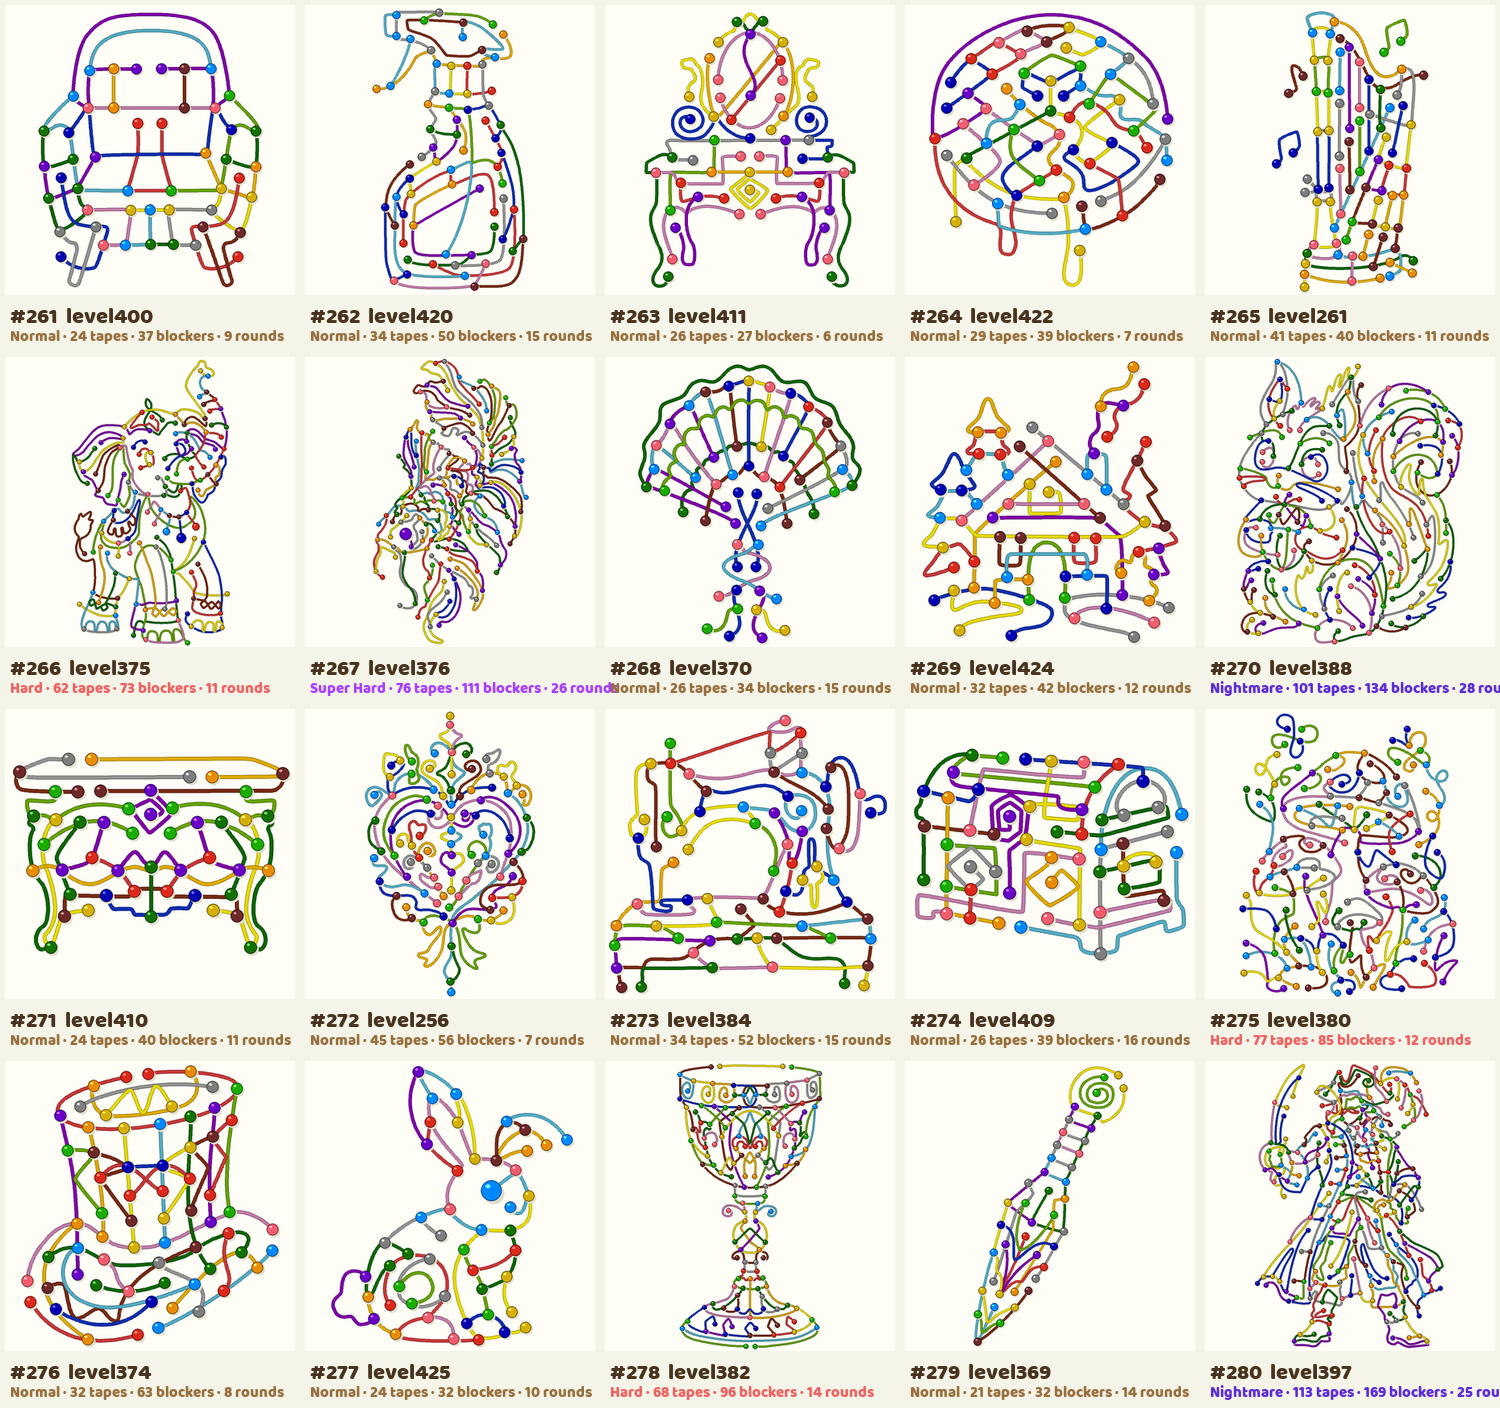 #261 level400
Normal · 24 tapes · 37 blockers · 9 rounds
#262 level420
Normal · 34 tapes · 50 blockers · 15 rounds
#263 level411
Normal · 26 tapes · 27 blockers · 6 rounds
#264 level422
Normal · 29 tapes · 39 blockers · 7 rounds
#265 level261
Normal · 41 tapes · 40 blockers · 11 rounds
#266 level375
Hard · 62 tapes · 73 blockers · 11 rounds
#267 level376
Super Hard · 76 tapes · 111 blockers · 26 rounds
#268 level370
Normal · 26 tapes · 34 blockers · 15 rounds
#269 level424
Normal · 32 tapes · 42 blockers · 12 rounds
#270 level388
Nightmare · 101 tapes · 134 blockers · 28 rou
#271 level410
Normal · 24 tapes · 40 blockers · 11 rounds
#272 level256
Normal · 45 tapes · 56 blockers · 7 rounds
#273 level384
Normal · 34 tapes · 52 blockers · 15 rounds
#274 level409
Normal · 26 tapes · 39 blockers · 16 rounds
#275 level380
Hard · 77 tapes · 85 blockers · 12 rounds
#276 level374
Normal · 32 tapes · 63 blockers · 8 rounds
#277 level425
Normal · 24 tapes · 32 blockers · 10 rounds
#278 level382
Hard · 68 tapes · 96 blockers · 14 rounds
#279 level369
Normal · 21 tapes · 32 blockers · 14 rounds
#280 level397
Nightmare · 113 tapes · 169 blockers · 25 rou